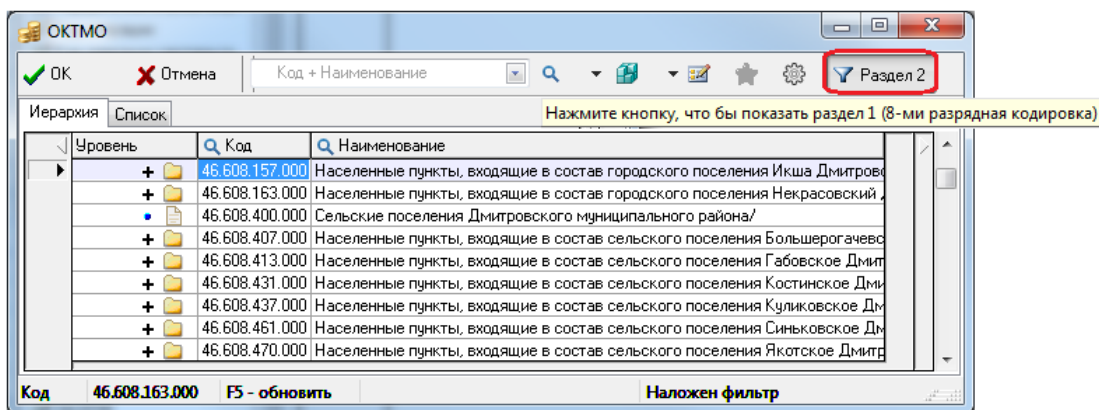 ОКТМО
ОК Отмена Код + Наименование Раздел 2
Иерархия Список Нажмите кнопку, что бы показать раздел 1 (8-ми разрядная кодировка)
Уровень Код Наименование
46.608.157.000 Населенные пункты, входящие в состав городского поселения Икша Дмитровс
46.608.163.000 Населенные пункты, входящие в состав городского поселения Некрасовский
46.608.400.000 Сельские поселения Дмитровского муниципального района/
46.608.407.000 Населенные пункты, входящие в состав сельского поселения Большерогачевс
46.608.413.000 Населенные пункты, входящие в состав сельского поселения Габовское Дмит
46.608.431.000 Населенные пункты, входящие в состав сельского поселения Костинское Дми
46.608.437.000 Населенные пункты, входящие в состав сельского поселения Куликовское Дм
46.608.461.000 Населенные пункты, входящие в состав сельского поселения Синьковское Дм
46.608.470.000 Населенные пункты, входящие в состав сельского поселения Якотское Дмитр
Код 46.608.163.000 F5 - обновить Наложен фильтр